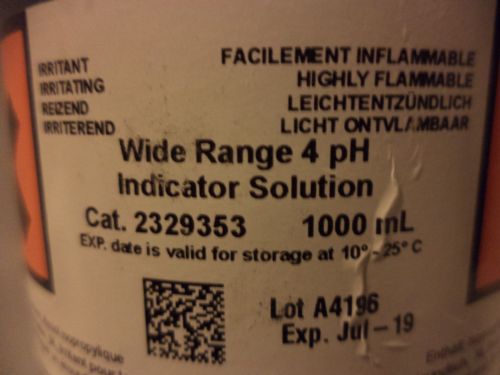 IRRITANT
IRRITATING
REIZEND
IRRITEREND
FACILEMENT INFLAMMABLE
HIGHLY FLAMMABLE
LEICHTENTZÜNDLICH
LICHT ONTVLAMBAAR
Wide Range 4 pH
Indicator Solution
Cat. 2329353 1000 mL
EXP. date is valid for storage at 10° - 25° C
Lot A4196
Exp. Jul-19
isopropylique